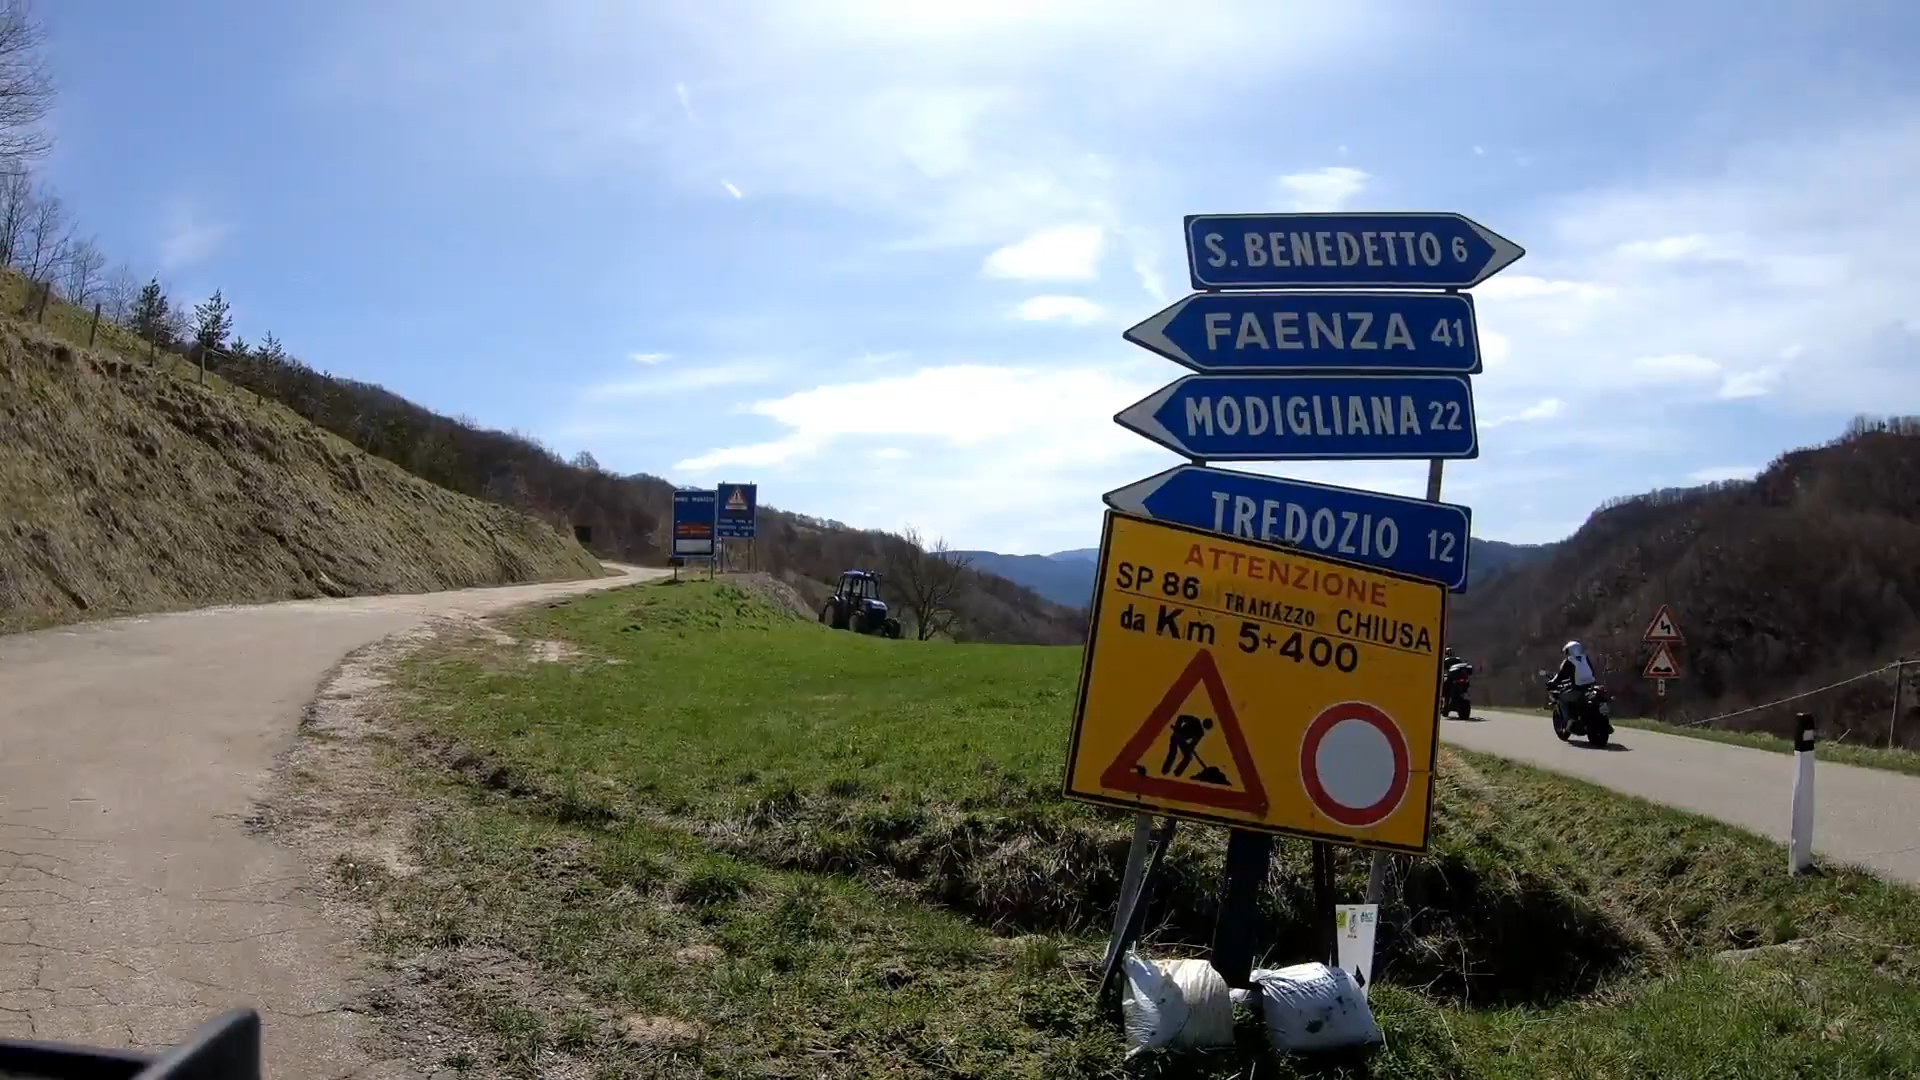 S. BENEDETTO 6
FAENZA 41
MODIGLIANA 22
TREDOZIO 12
ATTENZIONE
SP 86 TRAMAZZO CHIUSA
da Km 5+400